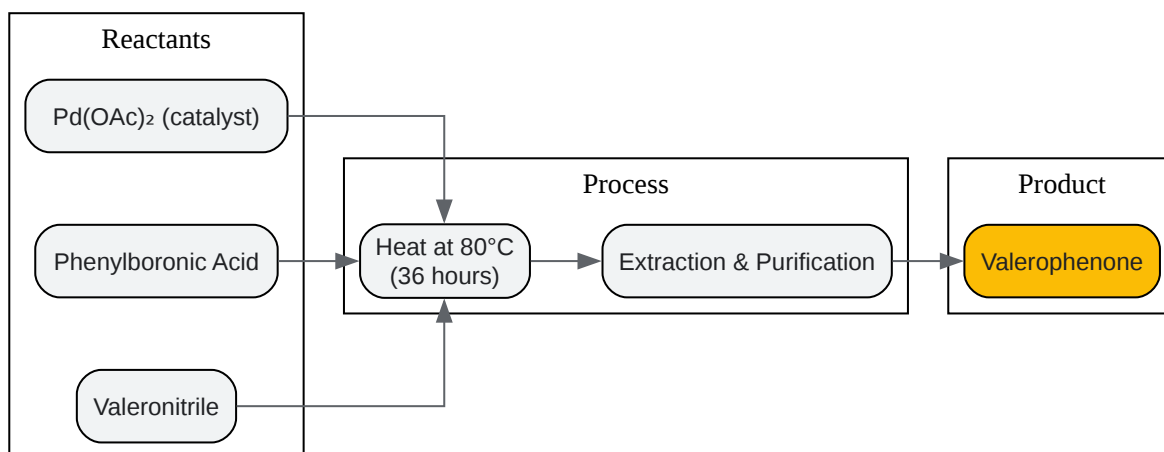 Reactants
Pd(OAc)₂ (catalyst)
Phenylboronic Acid
Valeronitrile
Process
Heat at 80°C
(36 hours)
Extraction & Purification
Product
Valerophenone